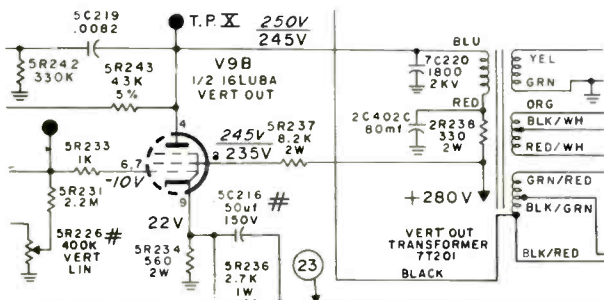 5C219
.0082
T.P. X
250V
245V
BLU
5R242
330K
5R243
43K
5%
V9B
1/2 16LU8A
VERT OUT
7C220
1800
2KV
YEL
GRN
RED
ORG
BLK/WH
RED/WH
4
2C402C
80mf
2R238
330
2W
5R233
1K
6,7
-10V
245V
235V
3
5R237
8.2K
2W
5R231
2.2M
9
22V
5C216 #
50uf
150V
+280V
GRN/RED
BLK/GRN
5R226 #
400K
VERT
LIN
5R234
560
2W
5R236
2.7K
1W
23
VERT OUT
TRANSFORMER
7T201
BLACK
BLK/RED